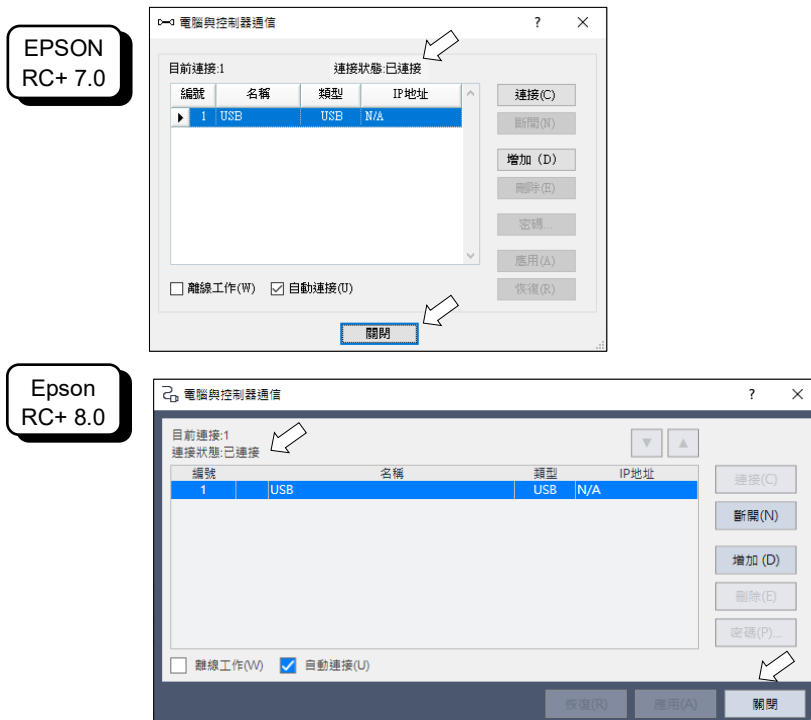 EPSON
RC+ 7.0
電腦與控制器通信
?
目前連接:1 連接狀態:已連接
編號 名稱 類型 IP地址
1 USB USB N/A
連接(C)
斷開(N)
增加 (D)
刪除(E)
密碼...
應用(A)
恢復(R)
離線工作(W) 自動連接(U)
關閉
Epson
RC+ 8.0
電腦與控制器通信
?
目前連接:1
連接狀態:已連接
編號 名稱 類型 IP地址
1 USB USB N/A
連接(C)
斷開(N)
增加 (D)
刪除(E)
密碼(P)...
離線工作(W) 自動連接(U)
恢復(R) 應用(A) 關閉